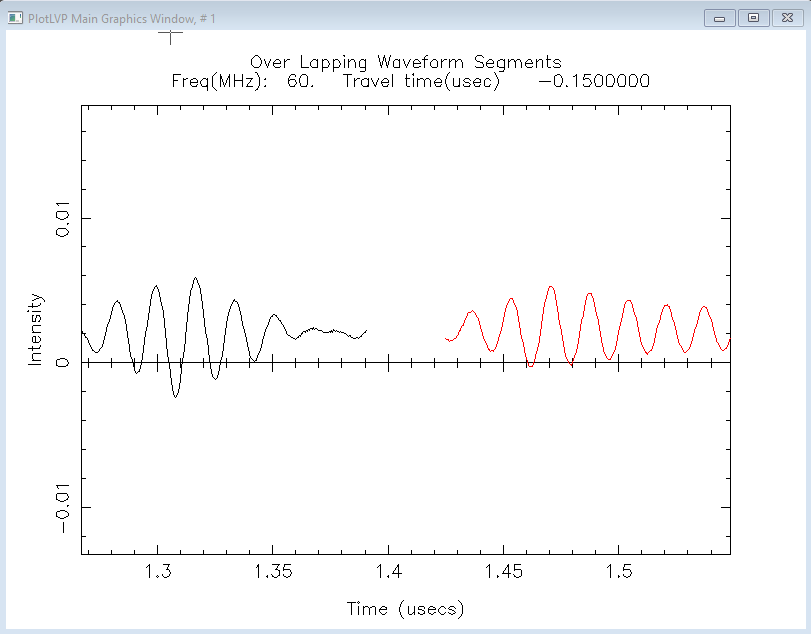 PlotLVP Main Graphics Window, # 1
Over Lapping Waveform Segments
Freq(MHz): 60. Travel time(usec) −0.1500000
0.01
Intensity
0
−0.01
1.3 1.35 1.4 1.45 1.5
Time (usecs)